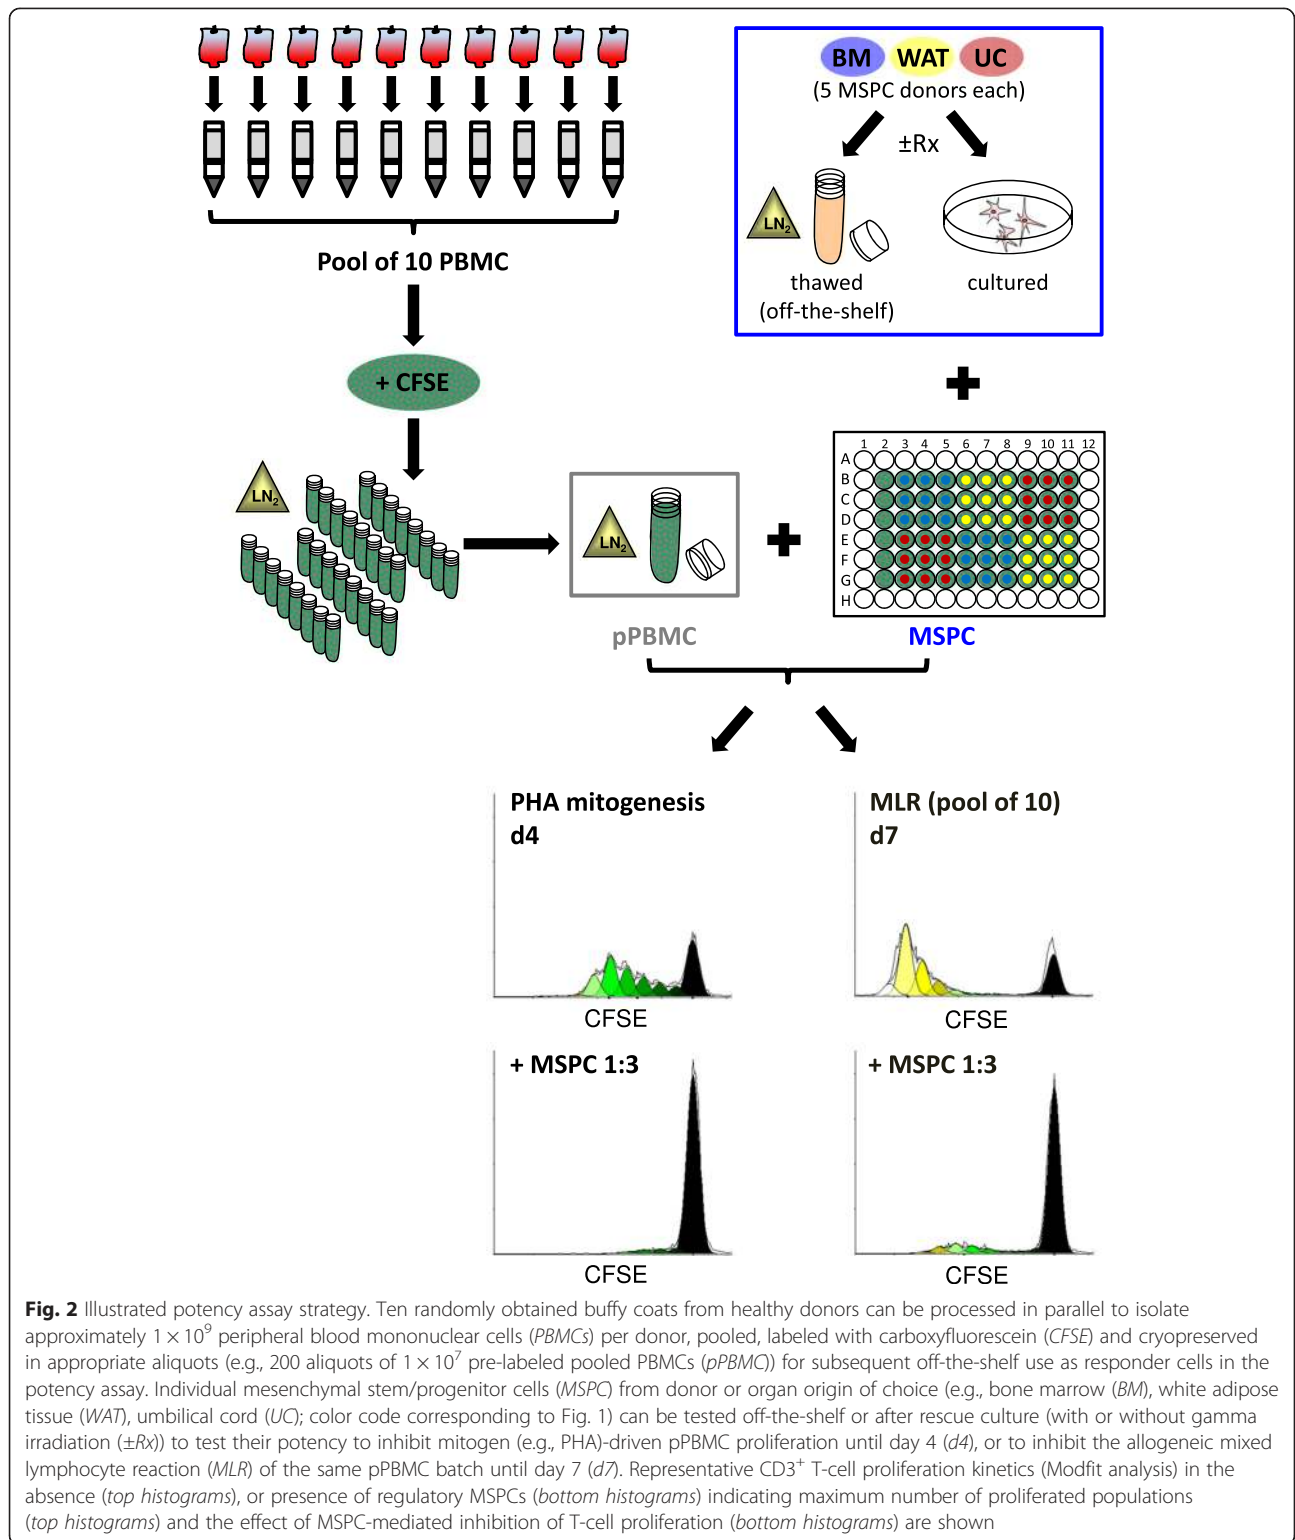 BM WAT UC
(5 MSPC donors each)
±Rx
LN2
thawed
(off-the-shelf)
cultured
Pool of 10 PBMC
+ CFSE
LN2
LN2
pPBMC
1 2 3 4 5 6 7 8 9 10 11 12
A
B
C
D
E
F
G
H
MSPC
PHA mitogenesis
d4
CFSE
MLR (pool of 10)
d7
CFSE
+ MSPC 1:3
CFSE
+ MSPC 1:3
CFSE
Fig. 2 Illustrated potency assay strategy. Ten randomly obtained buffy coats from healthy donors can be processed in parallel to isolate
approximately 1 × 10⁹ peripheral blood mononuclear cells (PBMCs) per donor, pooled, labeled with carboxyfluorescein (CFSE) and cryopreserved
in appropriate aliquots (e.g., 200 aliquots of 1 × 10⁷ pre-labeled pooled PBMCs (pPBMC)) for subsequent off-the-shelf use as responder cells in the
potency assay. Individual mesenchymal stem/progenitor cells (MSPC) from donor or organ origin of choice (e.g., bone marrow (BM), white adipose
tissue (WAT), umbilical cord (UC); color code corresponding to Fig. 1) can be tested off-the-shelf or after rescue culture (with or without gamma
irradiation (±Rx)) to test their potency to inhibit mitogen (e.g., PHA)-driven pPBMC proliferation until day 4 (d4), or to inhibit the allogeneic mixed
lymphocyte reaction (MLR) of the same pPBMC batch until day 7 (d7). Representative CD3⁺ T-cell proliferation kinetics (Modfit analysis) in the
absence (top histograms), or presence of regulatory MSPCs (bottom histograms) indicating maximum number of proliferated populations
(top histograms) and the effect of MSPC-mediated inhibition of T-cell proliferation (bottom histograms) are shown